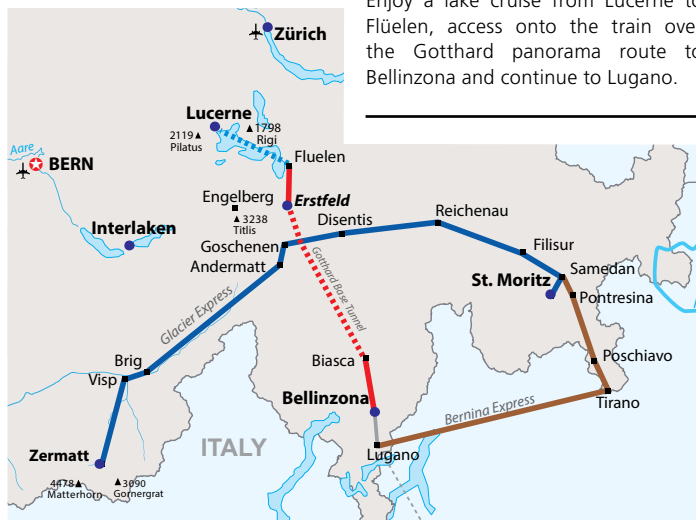 Enjoy a lake cruise from Lucerne to
Flüelen, access onto the train over
the Gotthard panorama route to
Bellinzona and continue to Lugano.
Zürich
Lucerne
2119
Pilatus
1798
Rigi
Aare
BERN
Fluelen
Engelberg
3238
Titlis
Erstfeld
Interlaken
Disentis
Reichenau
Goschenen
Andermatt
Filisur
Samedan
St. Moritz
Pontresina
Gotthard Base Tunnel
Glacier Express
Biasca
Poschiavo
Brig
Visp
Bellinzona
Bernina Express
Tirano
ITALY
Lugano
Zermatt
4478
Matterhorn
3090
Gornergrat